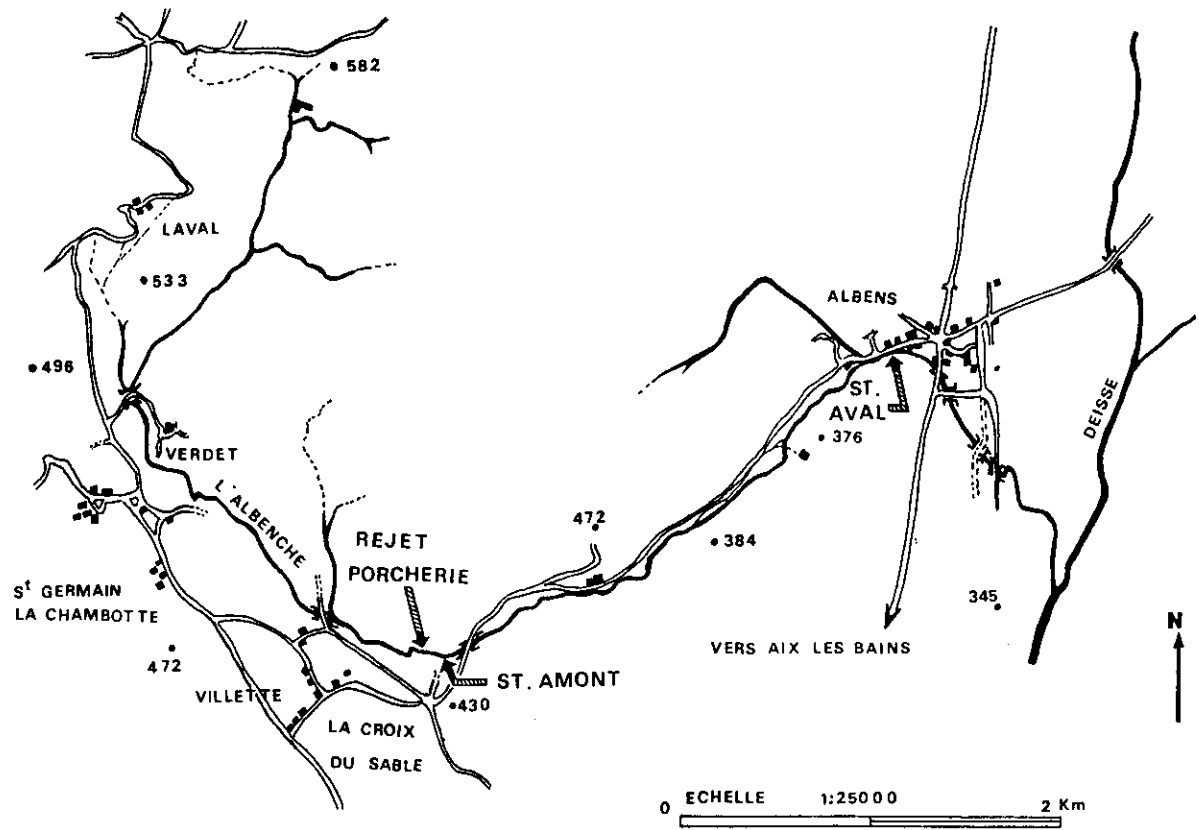 582
LAVAL
533
496
VERDET
L'ALBENCHE
REJET
PORCHERIE
St GERMAIN
LA CHAMBOTTE
472
VILLETTE
LA CROIX
DU SABLE
ST. AMONT
430
472
384
376
ALBENS
ST.
AVAL
DEISSE
345
VERS AIX LES BAINS
N
0 ECHELLE 1:25000 2 Km